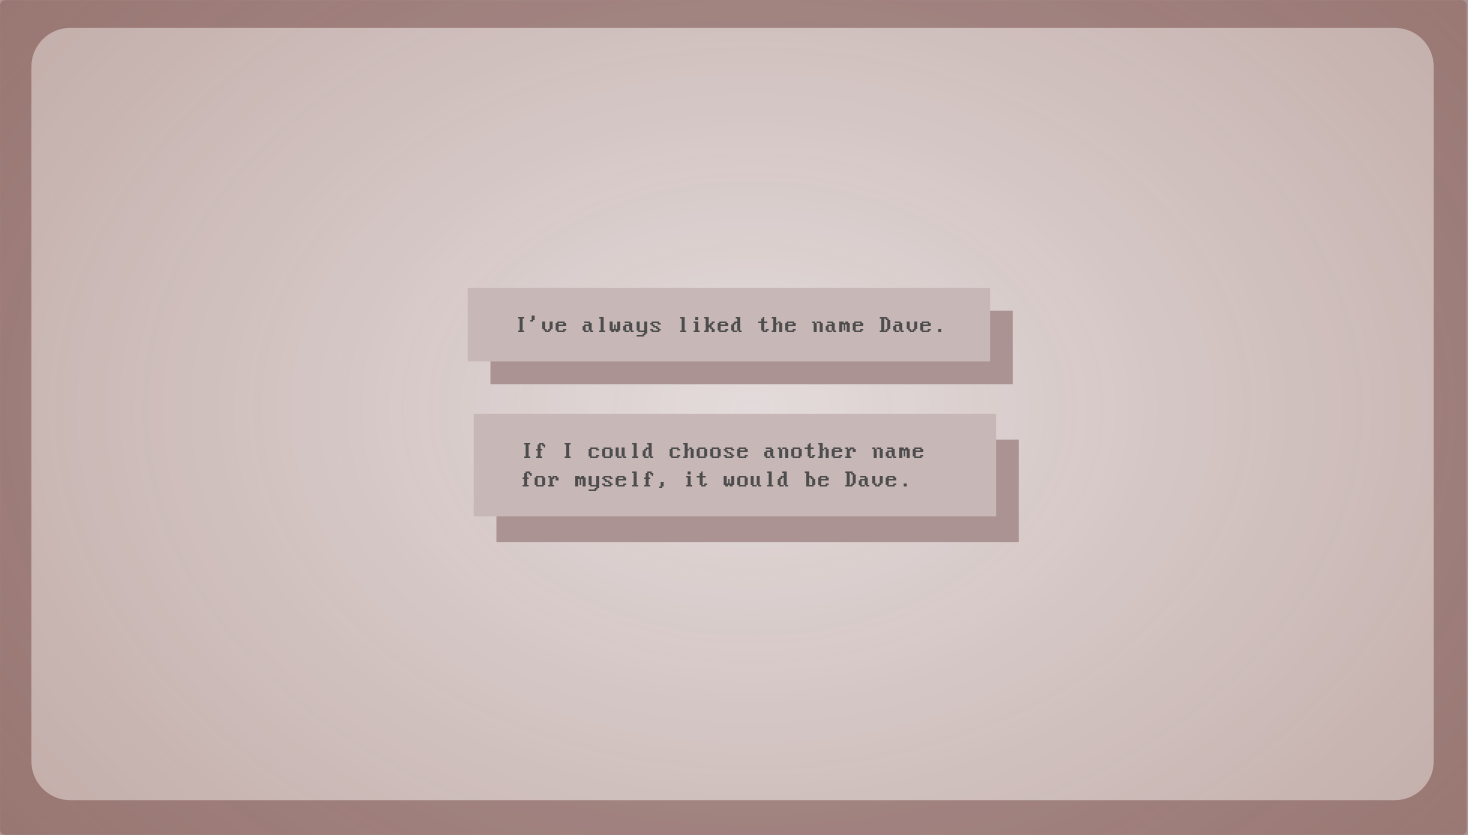 I've always liked the name Dave.
If I could choose another name
for myself, it would be Dave.